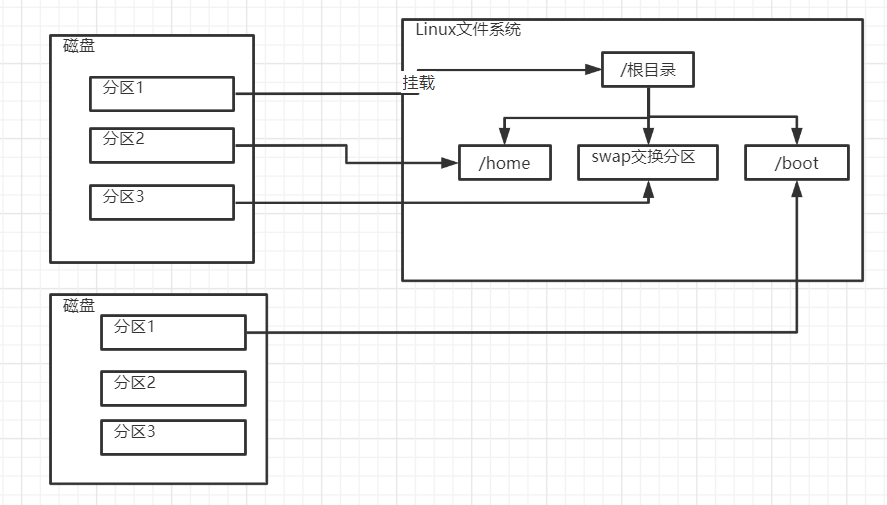 磁盘
分区1
分区2
分区3
Linux文件系统
挂载
/根目录
/home
swap交换分区
/boot
磁盘
分区1
分区2
分区3